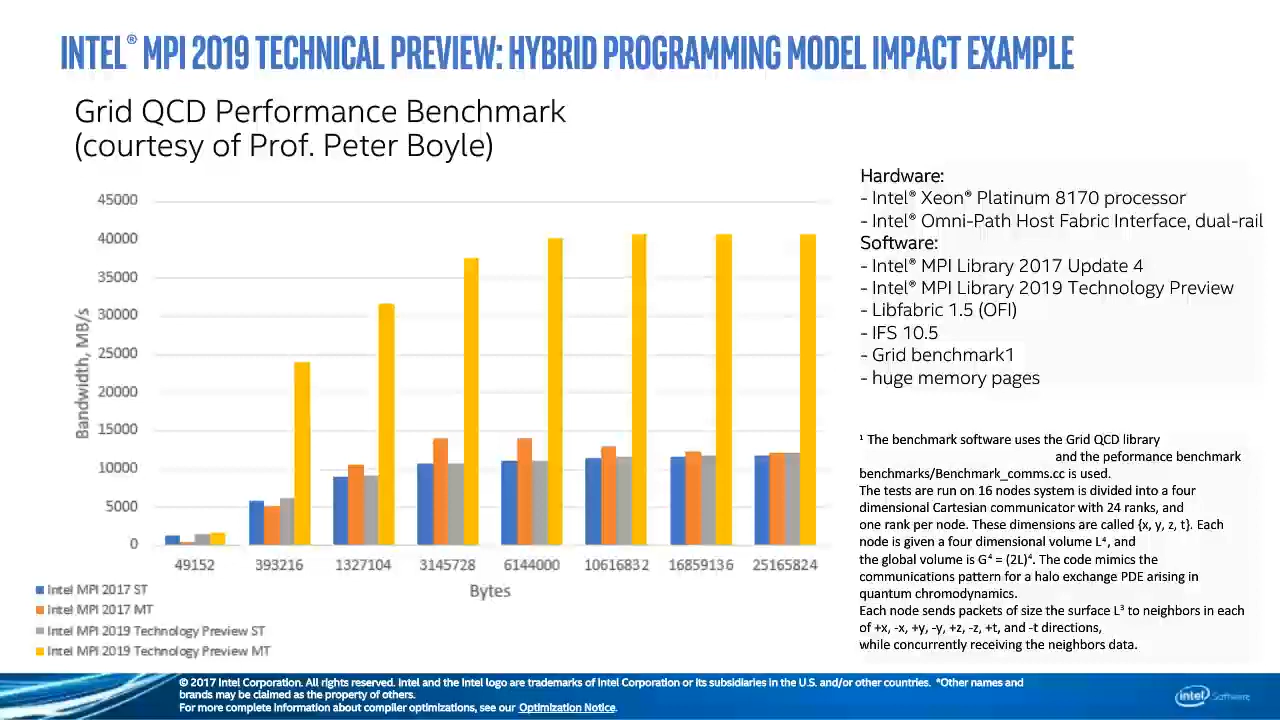 INTEL® MPI 2019 TECHNICAL PREVIEW: HYBRID PROGRAMMING MODEL IMPACT EXAMPLE
Grid QCD Performance Benchmark
(courtesy of Prof. Peter Boyle)
45000
40000
35000
30000
25000
20000
15000
10000
5000
0
Bandwidth, MB/s
49152 393216 1327104 3145728 6144000 10616832 16859136 25165824
Bytes
Intel MPI 2017 ST
Intel MPI 2017 MT
Intel MPI 2019 Technology Preview ST
Intel MPI 2019 Technology Preview MT
Hardware:
- Intel® Xeon® Platinum 8170 processor
- Intel® Omni-Path Host Fabric Interface, dual-rail
Software:
- Intel® MPI Library 2017 Update 4
- Intel® MPI Library 2019 Technology Preview
- Libfabric 1.5 (OFI)
- IFS 10.5
- Grid benchmark1
- huge memory pages
¹ The benchmark software uses the Grid QCD library
and the peformance benchmark
benchmarks/Benchmark_comms.cc is used.
The tests are run on 16 nodes system is divided into a four
dimensional Cartesian communicator with 24 ranks, and
one rank per node. These dimensions are called {x, y, z, t}. Each
node is given a four dimensional volume L⁴, and
the global volume is G⁴ = (2L)⁴. The code mimics the
communications pattern for a halo exchange PDE arising in
quantum chromodynamics.
Each node sends packets of size the surface L³ to neighbors in each
of +x, -x, +y, -y, +z, -z, +t, and -t directions,
while concurrently receiving the neighbors data.
© 2017 Intel Corporation. All rights reserved. Intel and the Intel logo are trademarks of Intel Corporation or its subsidiaries in the U.S. and/or other countries. *Other names and
brands may be claimed as the property of others.
For more complete information about compiler optimizations, see our Optimization Notice.
intel Software